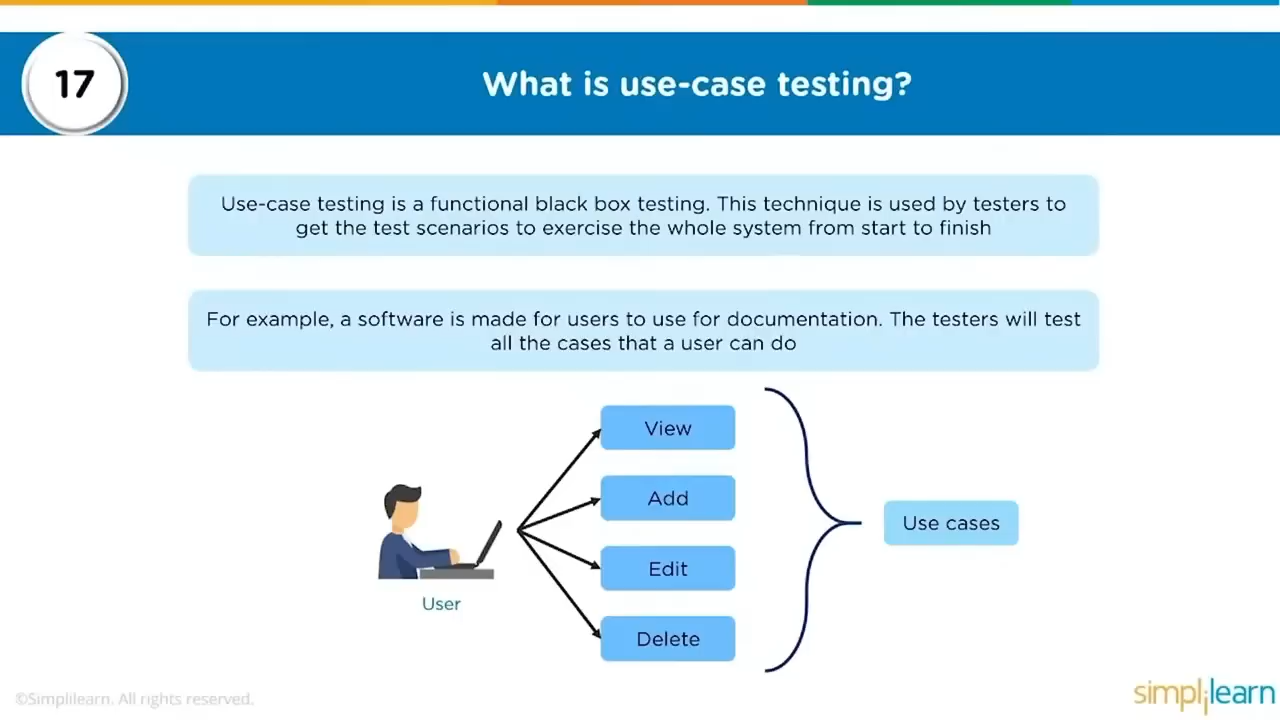 17
What is use-case testing?
Use-case testing is a functional black box testing. This technique is used by testers to
get the test scenarios to exercise the whole system from start to finish
For example, a software is made for users to use for documentation. The testers will test
all the cases that a user can do
View
Add
Edit
Delete
Use cases
User
©Simplilearn. All rights reserved.
simplilearn